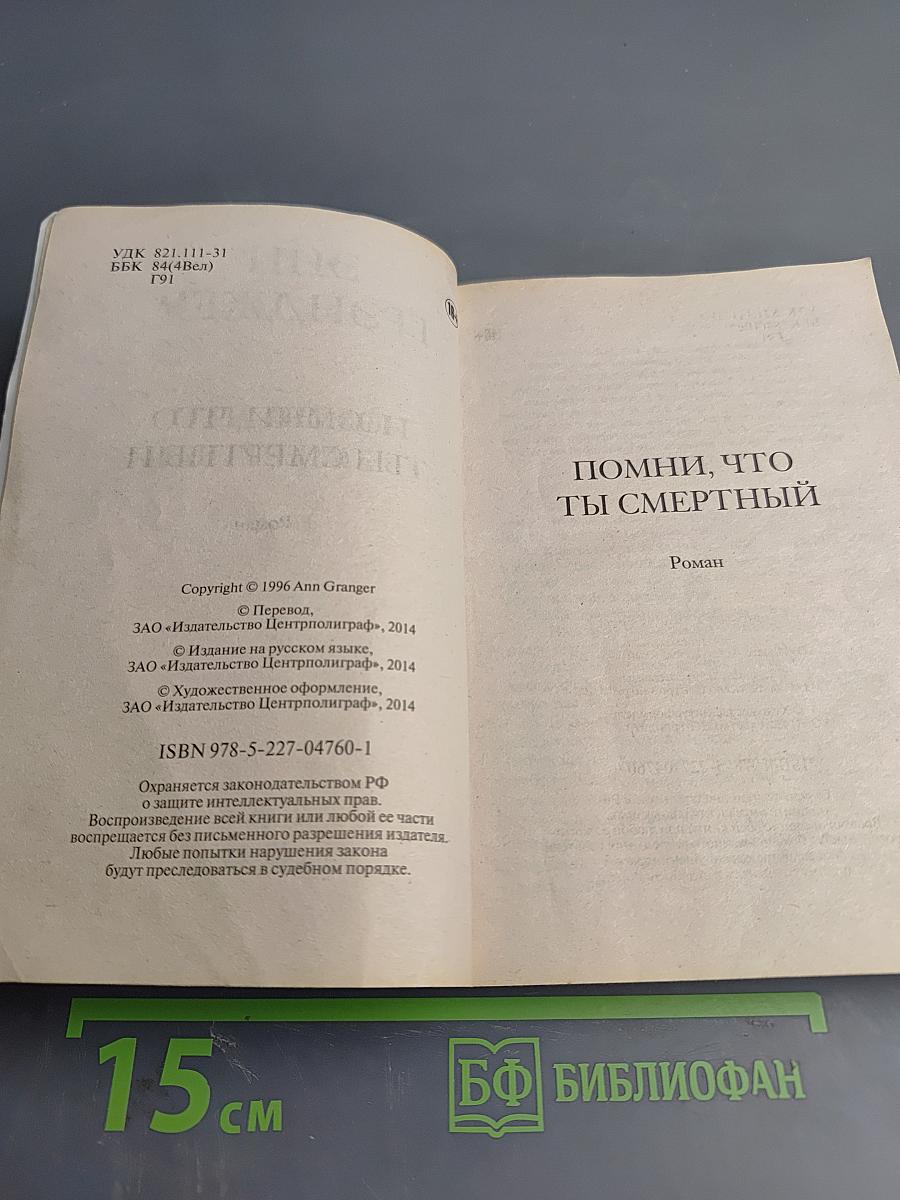 УДК 821.111-31
ББК 84(4Вел)
Г91
18+
Copyright © 1996 Ann Granger
© Перевод,
ЗАО «Издательство Центрполиграф», 2014
© Издание на русском языке,
ЗАО «Издательство Центрполиграф», 2014
© Художественное оформление,
ЗАО «Издательство Центрполиграф», 2014
ISBN 978-5-227-04760-1
Охраняется законодательством РФ
о защите интеллектуальных прав.
Воспроизведение всей книги или любой ее части
воспрещается без письменного разрешения издателя.
Любые попытки нарушения закона
будут преследоваться в судебном порядке.
ПОМНИ, ЧТО
ТЫ СМЕРТНЫЙ
Роман
15 см
БФ БИБЛИОФАН